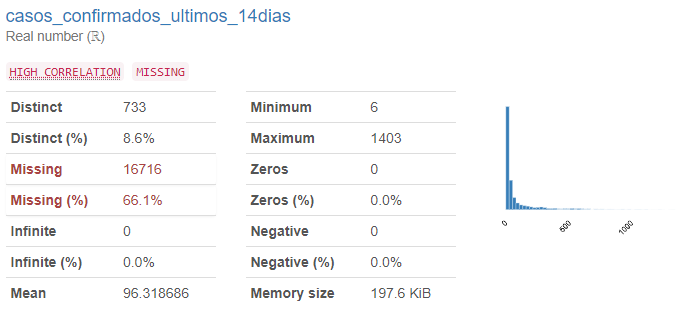 casos_confirmados_ultimos_14dias
Real number (ℝ)
HIGH CORRELATION MISSING
Distinct 733
Distinct (%) 8.6%
Missing 16716
Missing (%) 66.1%
Infinite 0
Infinite (%) 0.0%
Mean 96.318686
Minimum 6
Maximum 1403
Zeros 0
Zeros (%) 0.0%
Negative 0
Negative (%) 0.0%
Memory size 197.6 KiB
0 500 1000